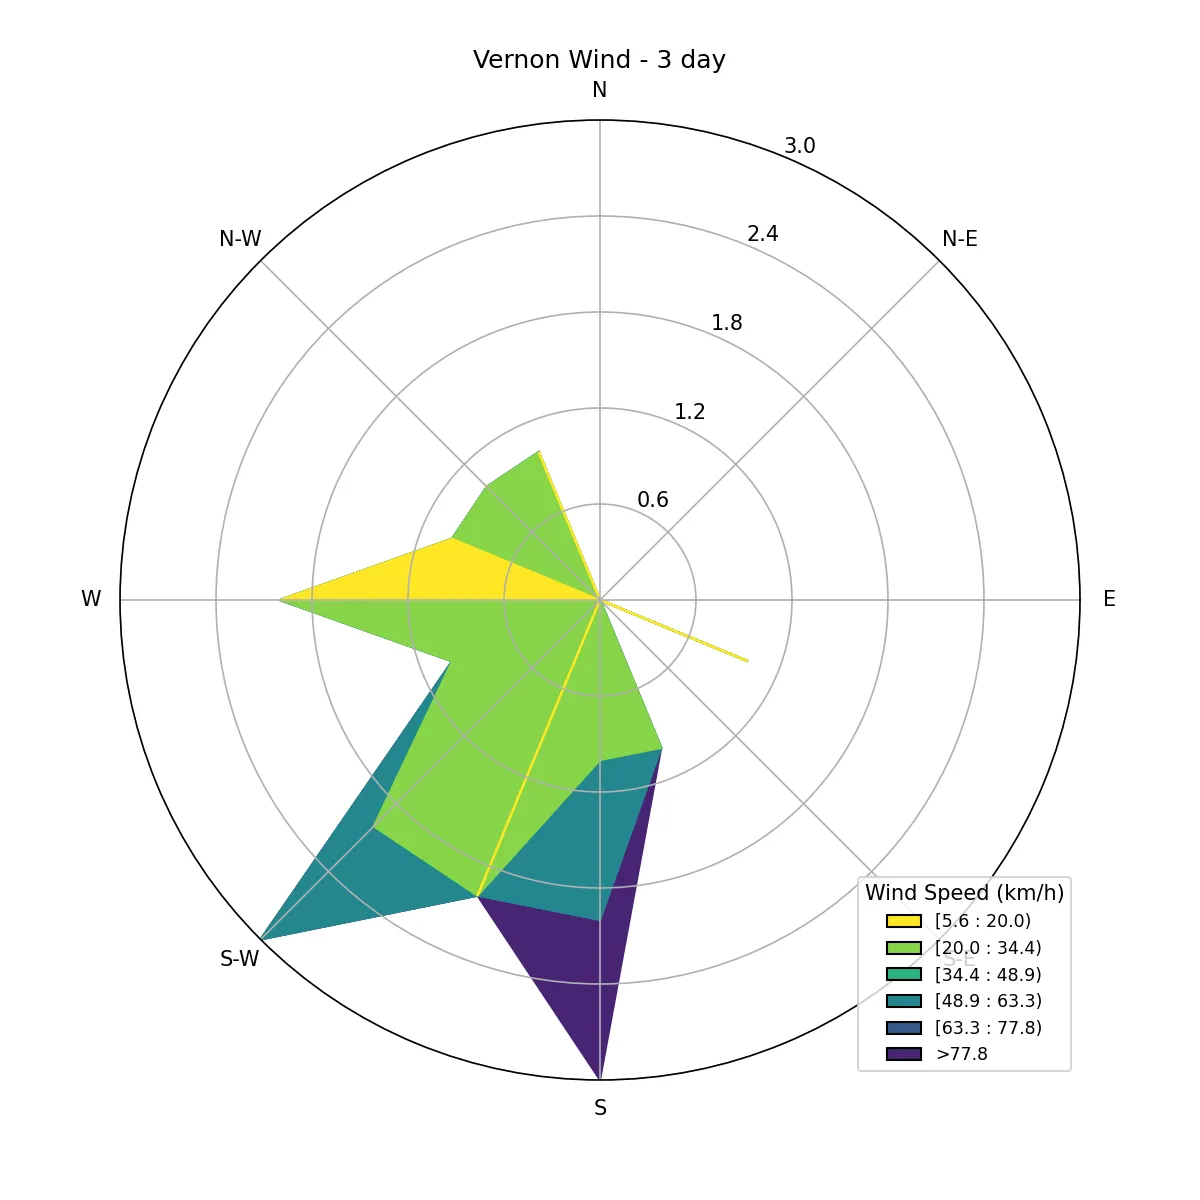 Vernon Wind - 3 day
N
3.0
N-W
2.4
N-E
1.8
1.2
0.6
W
E
Wind Speed (km/h)
[5.6 : 20.0)
[20.0 : 34.4)
S-W
S-E
[34.4 : 48.9)
[48.9 : 63.3)
[63.3 : 77.8)
>77.8
S